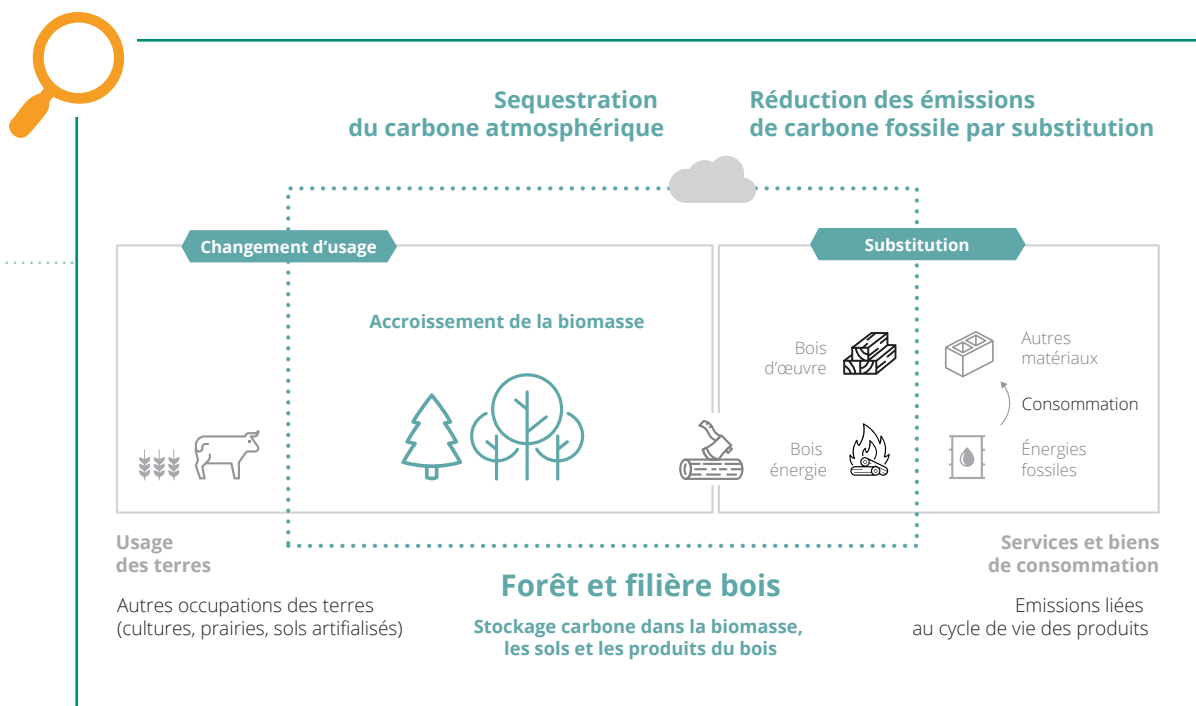 Sequestration
du carbone atmosphérique
Réduction des émissions
de carbone fossile par substitution
Changement d’usage
Substitution
Accroissement de la biomasse
Bois
d’œuvre
Autres
matériaux
Consommation
Bois
énergie
Énergies
fossiles
Usage
des terres
Autres occupations des terres
(cultures, prairies, sols artifialisés)
Forêt et filière bois
Stockage carbone dans la biomasse,
les sols et les produits du bois
Services et biens
de consommation
Emissions liées
au cycle de vie des produits